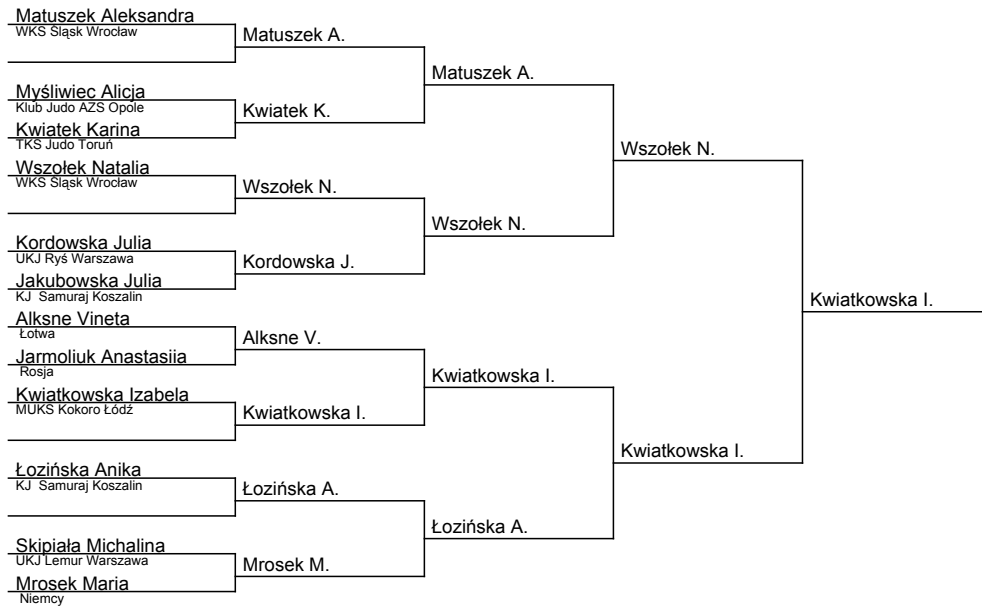 Matuszek Aleksandra
WKS Śląsk Wrocław
Myśliwiec Alicja
Klub Judo AZS Opole
Kwiatek Karina
TKS Judo Toruń
Wszołek Natalia
WKS Śląsk Wrocław
Kordowska Julia
UKJ Ryś Warszawa
Jakubowska Julia
KJ Samuraj Koszalin
Alksne Vineta
Łotwa
Jarmoliuk Anastasiia
Rosja
Kwiatkowska Izabela
MUKS Kokoro Łódź
Łozińska Anika
KJ Samuraj Koszalin
Skipiała Michalina
UKJ Lemur Warszawa
Mrosek Maria
Niemcy
Matuszek A.
Kwiatek K.
Wszołek N.
Kordowska J.
Alksne V.
Kwiatkowska I.
Łozińska A.
Mrosek M.
Matuszek A.
Wszołek N.
Kwiatkowska I.
Łozińska A.
Wszołek N.
Kwiatkowska I.
Kwiatkowska I.